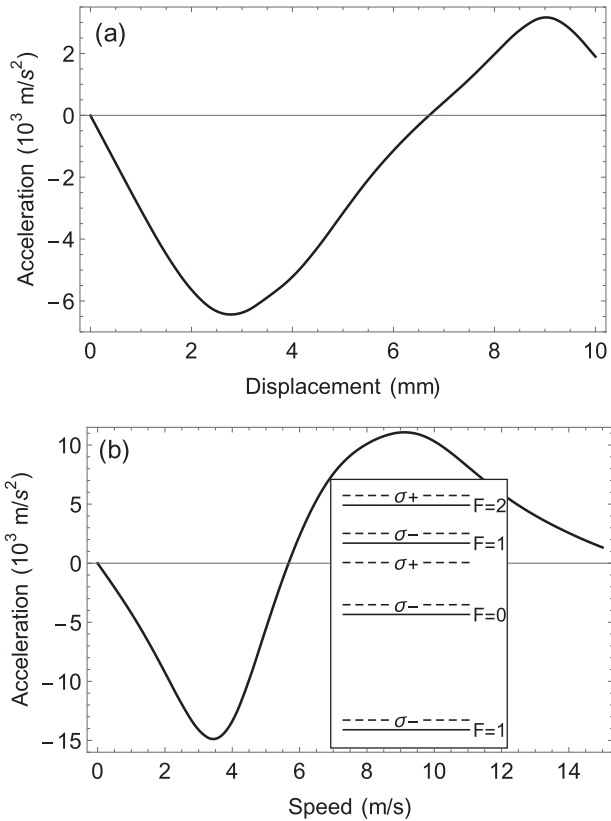 (a)
Acceleration (10³ m/s²)
2
0
−2
−4
−6
0 2 4 6 8 10
Displacement (mm)
(b)
Acceleration (10³ m/s²)
10
5
0
−5
−10
−15
σ+
F=2
σ−
F=1
σ+
σ−
F=0
σ−
F=1
0 2 4 6 8 10 12 14
Speed (m/s)